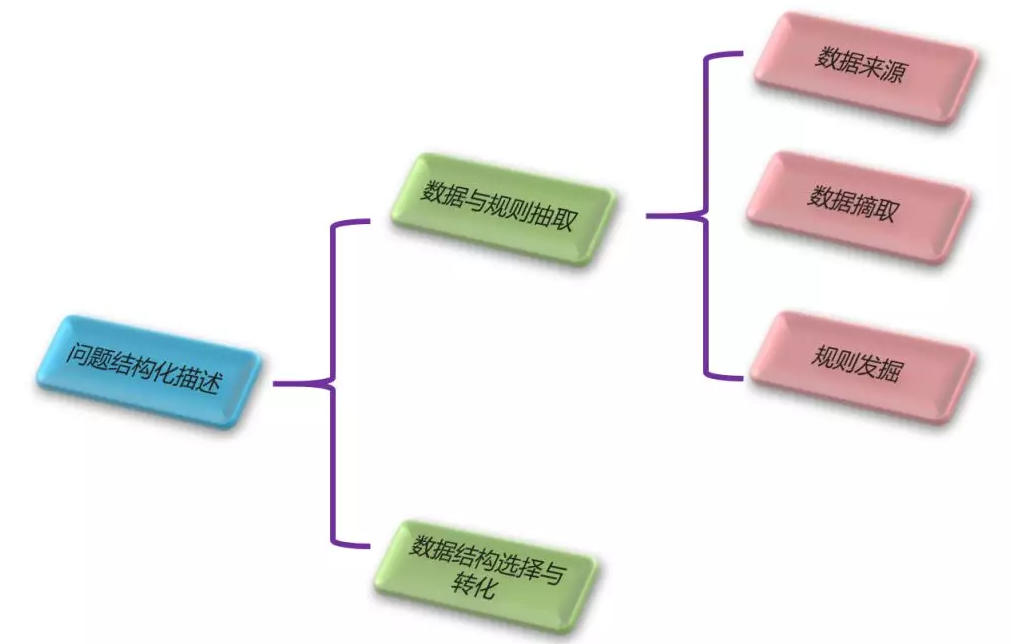 数据来源
数据与规则抽取
数据摘取
规则发掘
问题结构化描述
数据结构选择与
转化